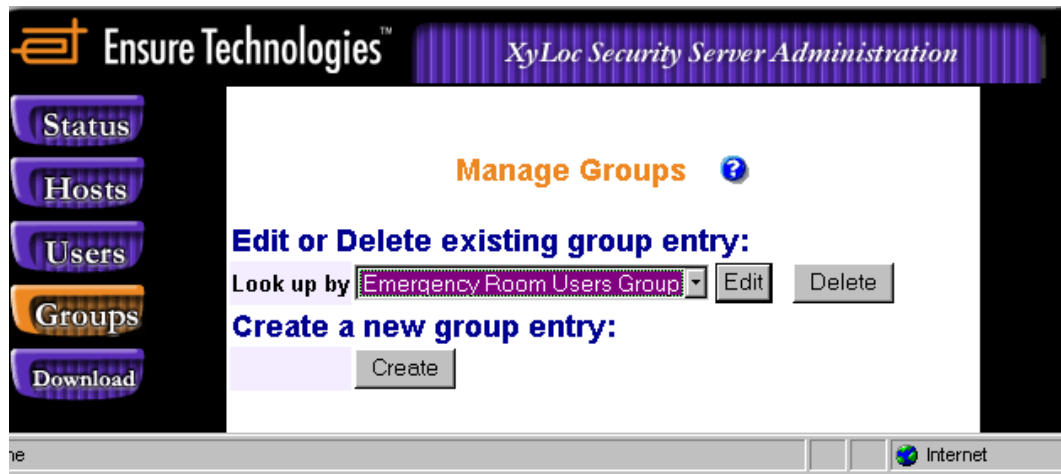 Ensure Technologies™
XyLoc Security Server Administration
Status
Hosts
Users
Groups
Download
Manage Groups ?
Edit or Delete existing group entry:
Look up by Emergency Room Users Group Edit Delete
Create a new group entry:
Create
ne Internet